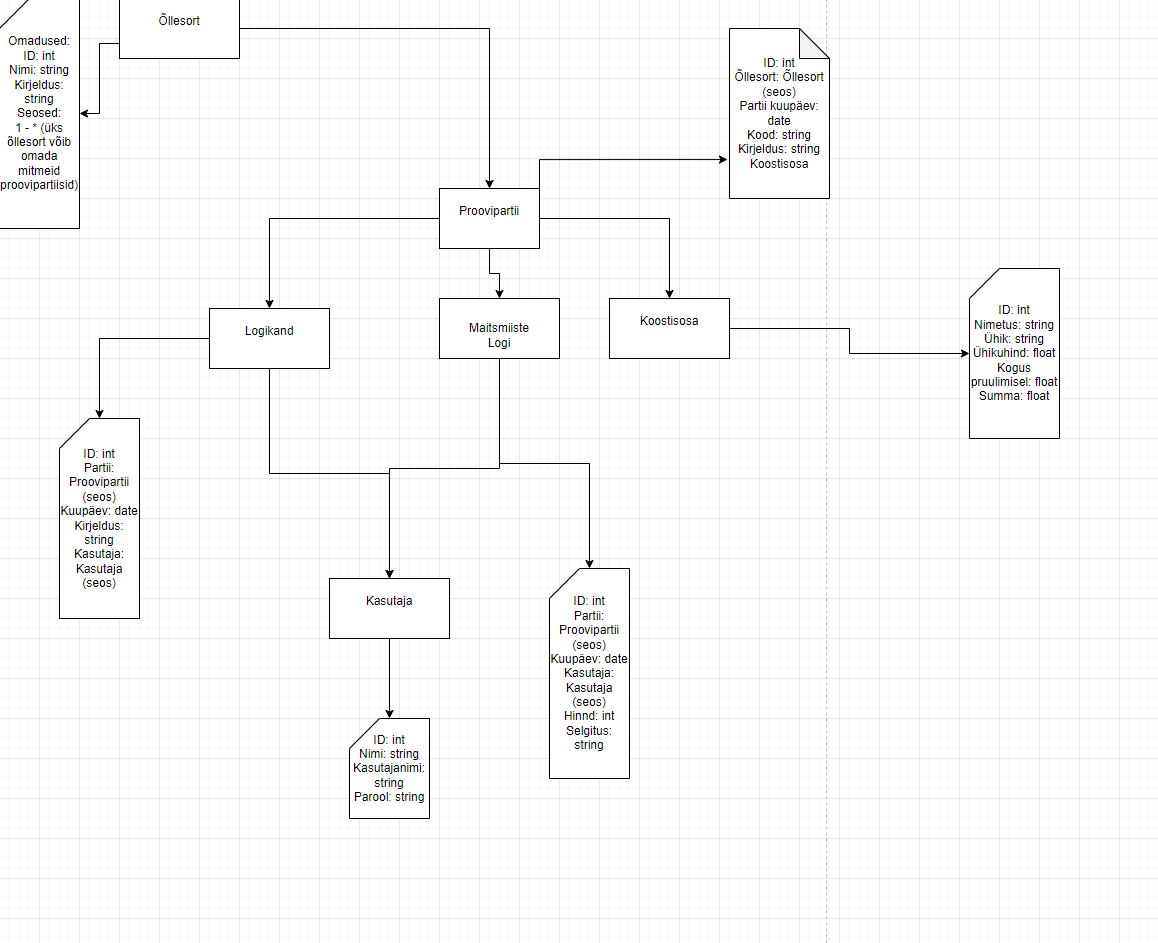 Õllesort
Omadused:
ID: int
Nimi: string
Kirjeldus:
string
Seosed:
1 - * (üks
õllesort võib
omada
mitmeid
proovipartiisid)
ID: int
Õllesort: Õllesort
(seos)
Partii kuupäev:
date
Kood: string
Kirjeldus: string
Koostisosa
Proovipartii
Logikand
Maitsmiiste
Logi
Koostisosa
ID: int
Nimetus: string
Ühik: string
Ühikuhind: float
Kogus
pruulimisel: float
Summa: float
ID: int
Partii:
Proovipartii
(seos)
Kuupäev: date
Kirjeldus:
string
Kasutaja:
Kasutaja
(seos)
Kasutaja
ID: int
Partii:
Proovipartii
(seos)
Kuupäev: date
Kasutaja:
Kasutaja
(seos)
Hinnd: int
Selgitus:
string
ID: int
Nimi: string
Kasutajanimi:
string
Parool: string